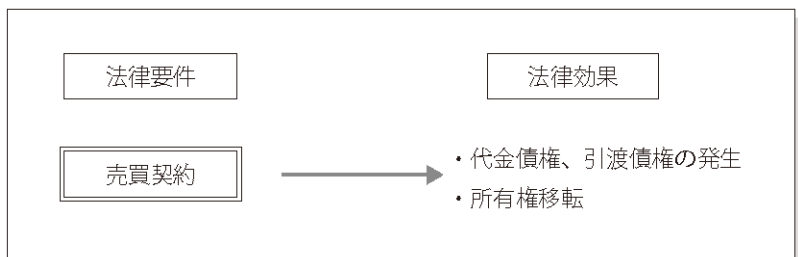 法律要件
法律効果
売買契約
・代金債権、引渡債権の発生
・所有権移転